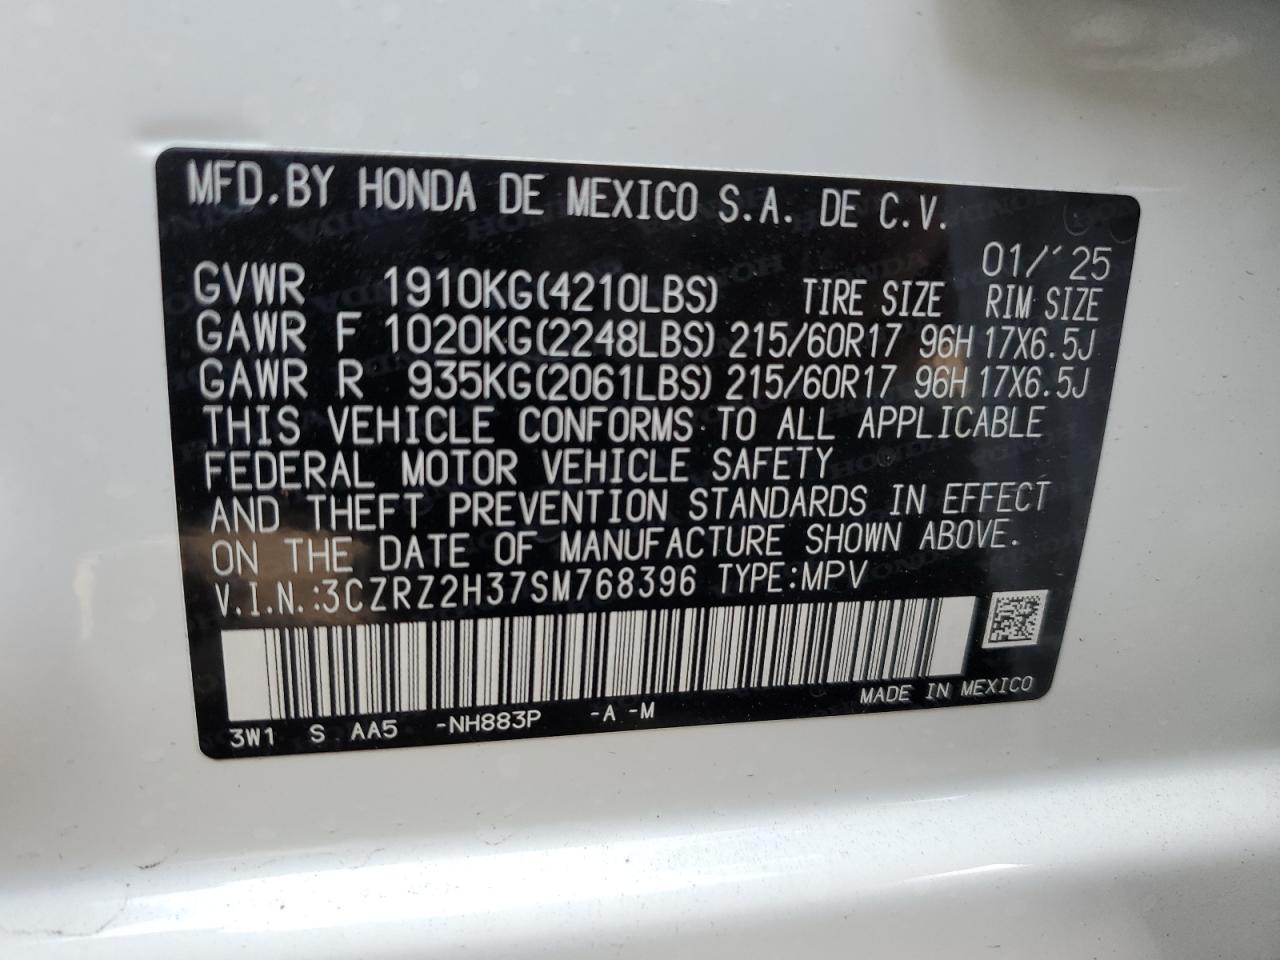 MFD.BY HONDA DE MEXICO S.A. DE C.V.
01/'25
GVWR 1910KG(4210LBS) TIRE SIZE RIM SIZE
GAWR F 1020KG(2248LBS) 215/60R17 96H 17X6.5J
GAWR R 935KG(2061LBS) 215/60R17 96H 17X6.5J
THIS VEHICLE CONFORMS TO ALL APPLICABLE
FEDERAL MOTOR VEHICLE SAFETY
AND THEFT PREVENTION STANDARDS IN EFFECT
ON THE DATE OF MANUFACTURE SHOWN ABOVE.
V.I.N.:3CZRZ2H37SM768396 TYPE:MPV
MADE IN MEXICO
3W1 S AA5 -NH883P -A -M